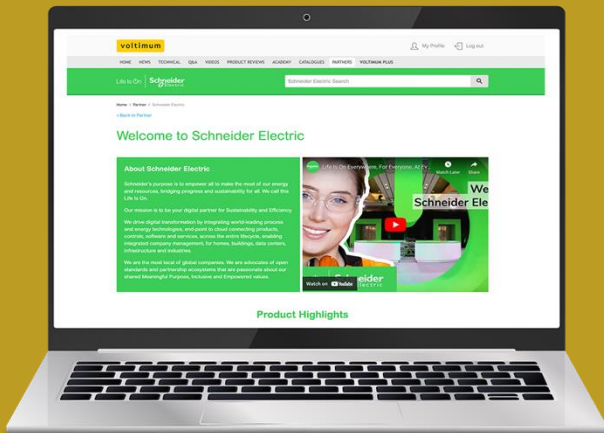 voltimum
My Profile Log out
HOME NEWS TECHNICAL Q&A VIDEOS PRODUCT REVIEWS ACADEMY CATALOGUES PARTNERS VOLTIMUM PLUS
Life Is On Schneider Electric
Schneider Electric Search
Home / Partner / Schneider Electric
< Back to Partner
Welcome to Schneider Electric
About Schneider Electric
Schneider's purpose is to empower all to make the most of our energy
and resources, bridging progress and sustainability for all. We call this
Life Is On.
Our mission is to be your digital partner for Sustainability and Efficiency.
We drive digital transformation by integrating world-leading process
and energy technologies, end-point to cloud connecting products,
controls, software and services, across the entire lifecycle, enabling
integrated company management, for homes, buildings, data centers,
infrastructure and industries.
We are the most local of global companies. We are advocates of open
standards and partnership ecosystems that are passionate about our
shared Meaningful Purpose, Inclusive and Empowered values.
Life Is On Everywhere, For Everyone, At Ev
Watch Later Share
We
Schneider Ele
eider
lectric
Watch on YouTube
Product Highlights